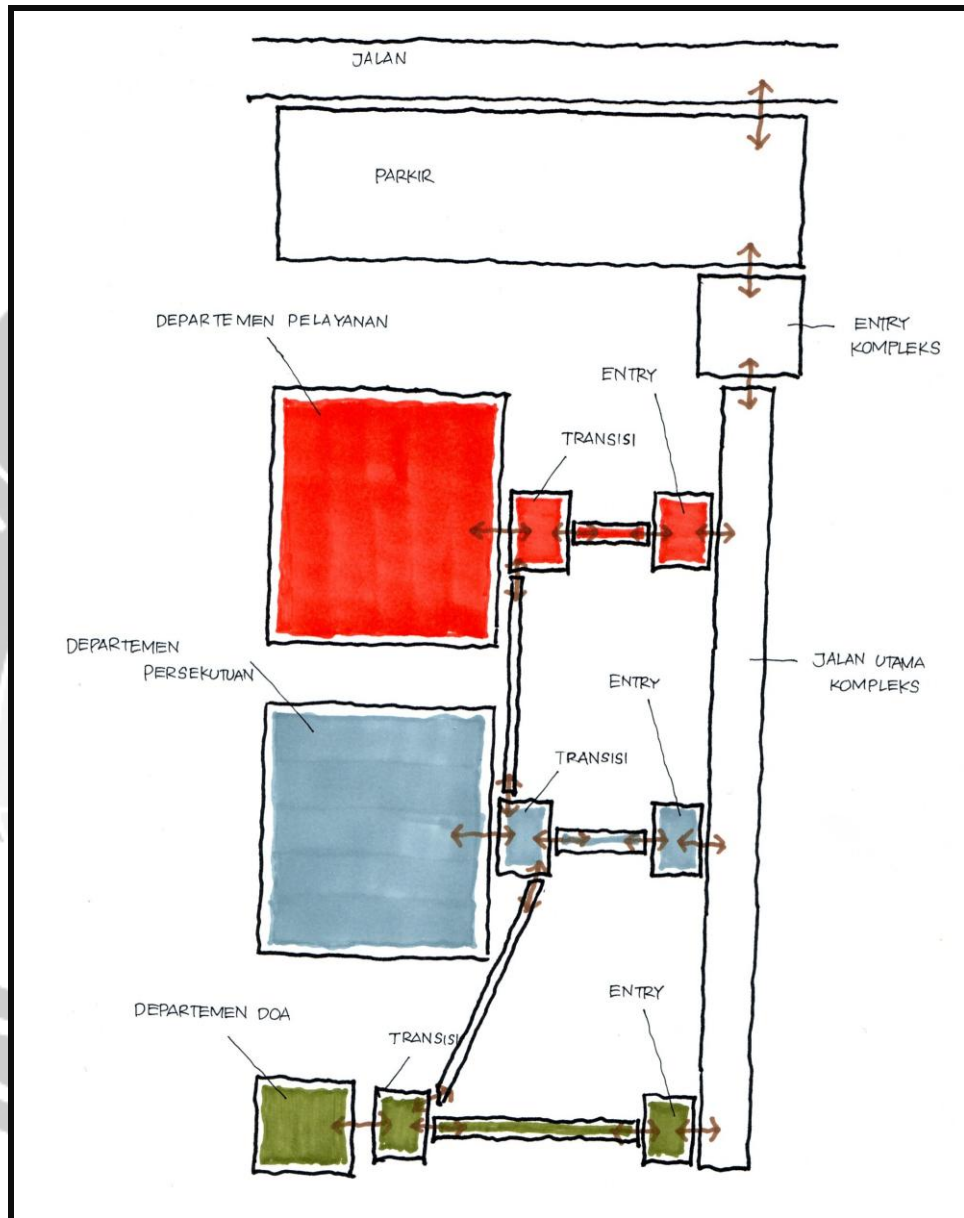 JALAN
PARKIR
DEPARTEMEN PELAYANAN
ENTRY
KOMPLEKS
ENTRY
TRANSISI
DEPARTEMEN
PERSEKUTUAN
JALAN UTAMA
KOMPLEKS
ENTRY
TRANSISI
DEPARTEMEN DOA
ENTRY
TRANSISI